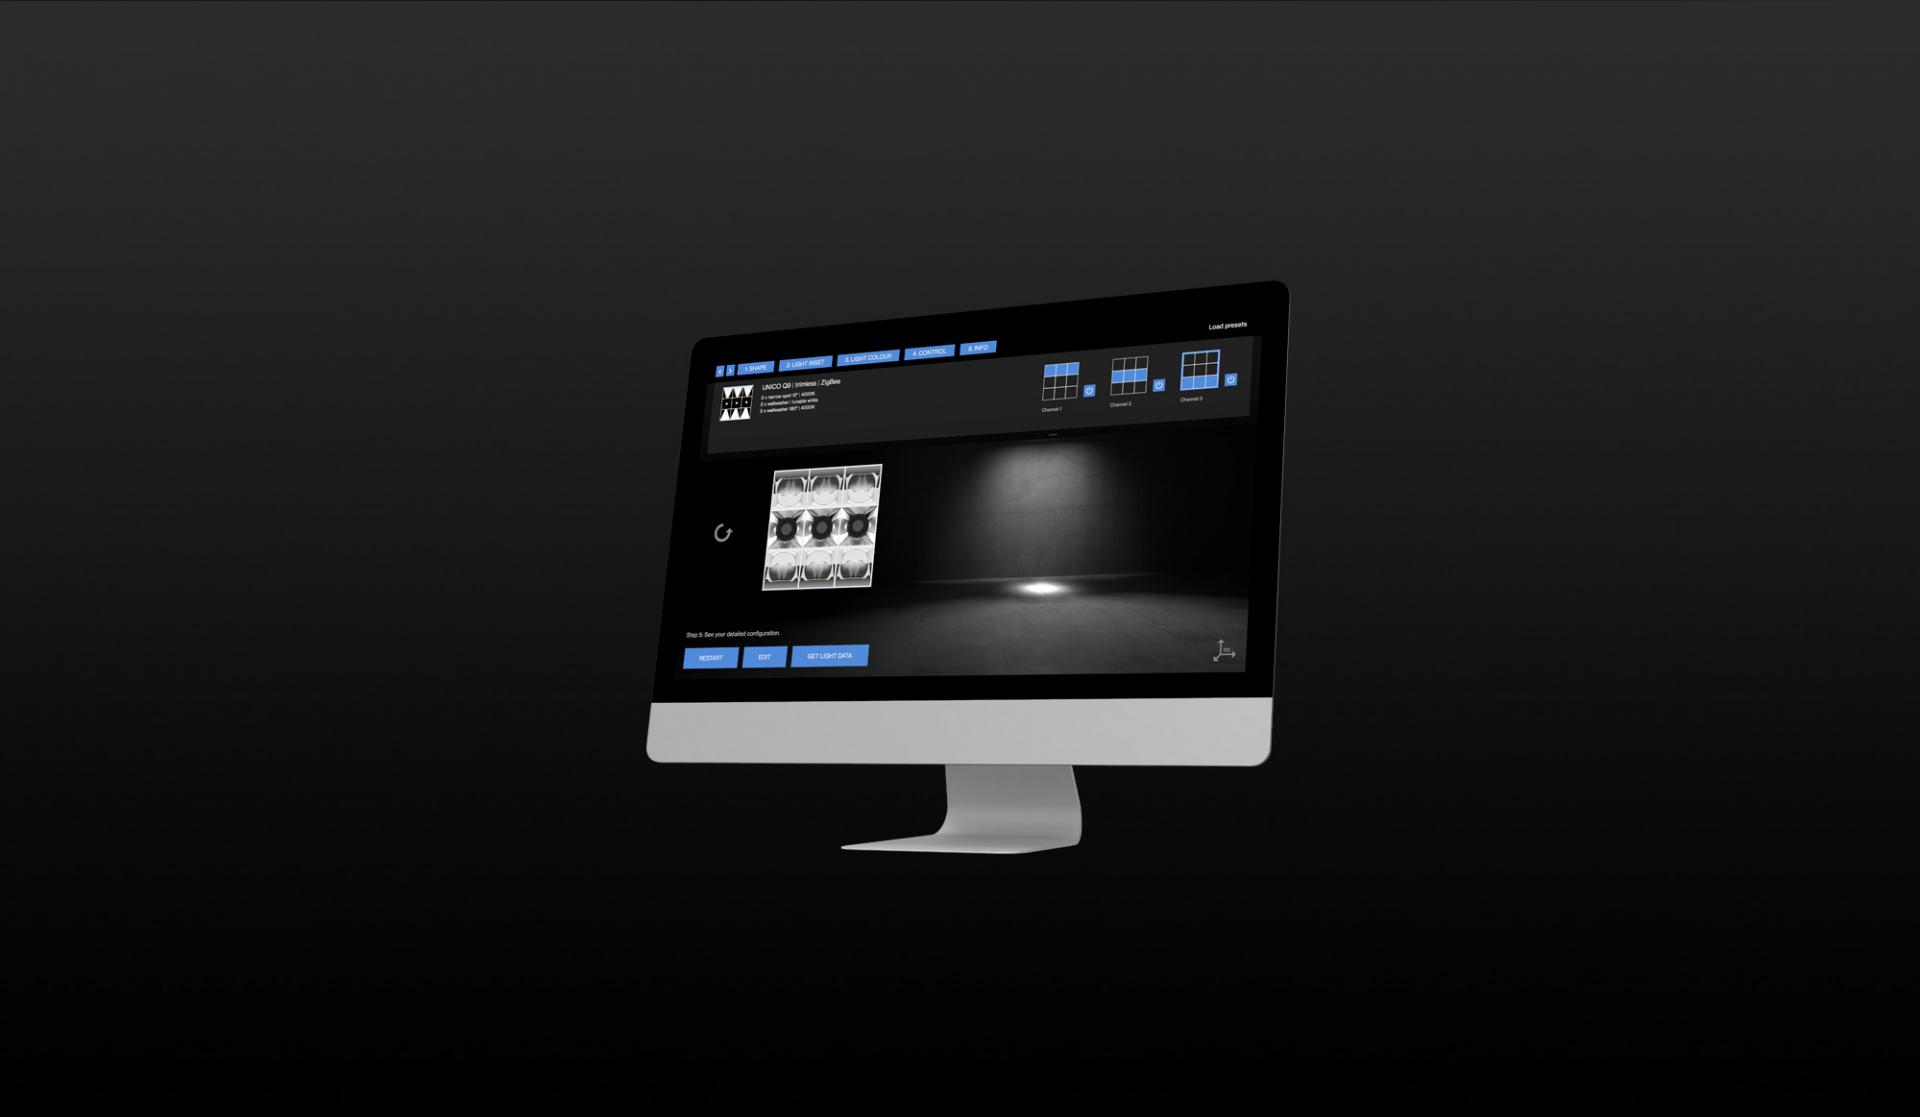 Load presets
1. SHAPE
2. LIGHT INSET
3. LIGHT COLOUR
4. CONTROL
5. INFO
UNICO Q9 | trimless | ZigBee
3 x narrow spot 10° | 4000K
3 x wallwasher | tunable white
3 x wallwasher 180° | 4000K
Channel 1
Channel 2
Channel 3
Step 5: See your detailed configuration.
RESTART
EDIT
GET LIGHT DATA
m